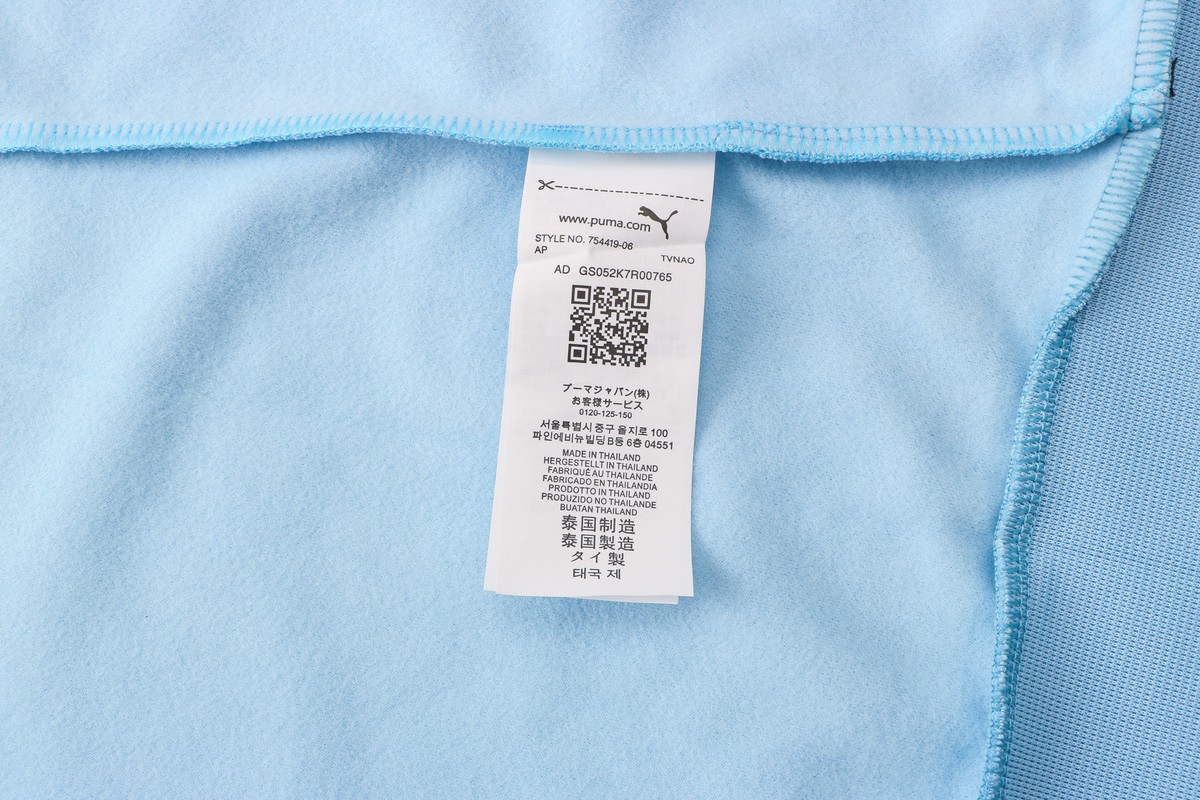 www.puma.com
STYLE NO. 754419-06
AP TVNAO
AD GS052K7R00765
プーマジャパン(株)
お客様サービス
0120-125-150
서울특별시 중구 을지로 100
파인에비뉴빌딩 B동 6층 04551
MADE IN THAILAND
HERGESTELLT IN THAILAND
FABRIQUÉ AU THAILANDE
FABRICADO EN THAILANDIA
PRODOTTO IN THAILAND
PRODUZIDO NO THAILANDE
BUATAN THAILAND
泰国制造
泰国製造
タイ製
태국 제